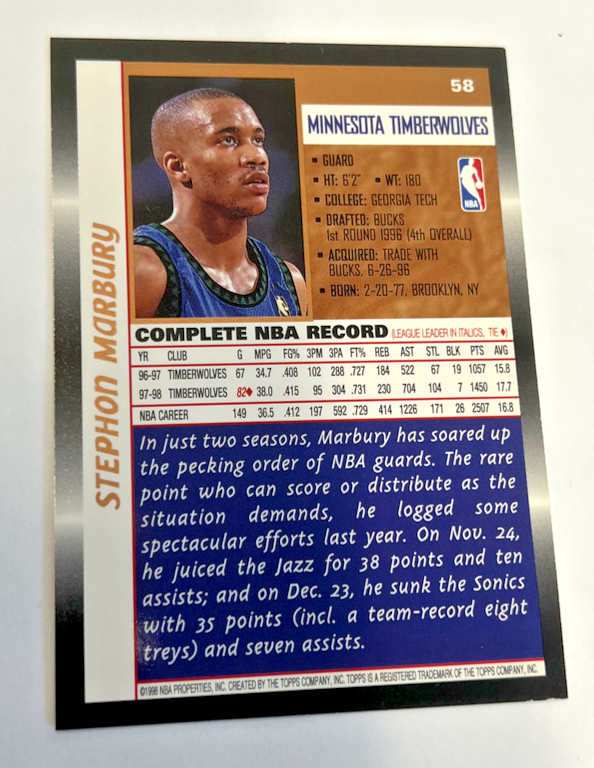 58
MINNESOTA TIMBERWOLVES
▪ GUARD
▪ HT: 6'2" ▪ WT: 180
▪ COLLEGE: GEORGIA TECH
▪ DRAFTED: BUCKS
1st ROUND 1996 (4th OVERALL)
▪ ACQUIRED: TRADE WITH
BUCKS, 6-26-96
▪ BORN: 2-20-77, BROOKLYN, NY
NBA
STEPHON MARBURY
COMPLETE NBA RECORD (LEAGUE LEADER IN ITALICS, TIE ♦)
YR CLUB G MPG FG% 3PM 3PA FT% REB AST STL BLK PTS AVG
96-97 TIMBERWOLVES 67 34.7 .408 102 288 .727 184 522 67 19 1057 15.8
97-98 TIMBERWOLVES 82♦ 38.0 .415 95 304 .731 230 704 104 7 1450 17.7
NBA CAREER 149 36.5 .412 197 592 .729 414 1226 171 26 2507 16.8
In just two seasons, Marbury has soared up
the pecking order of NBA guards. The rare
point who can score or distribute as the
situation demands, he logged some
spectacular efforts last year. On Nov. 24,
he juiced the Jazz for 38 points and ten
assists; and on Dec. 23, he sunk the Sonics
with 35 points (incl. a team-record eight
treys) and seven assists.
©1998 NBA PROPERTIES, INC. CREATED BY THE TOPPS COMPANY, INC. TOPPS IS A REGISTERED TRADEMARK OF THE TOPPS COMPANY, INC.